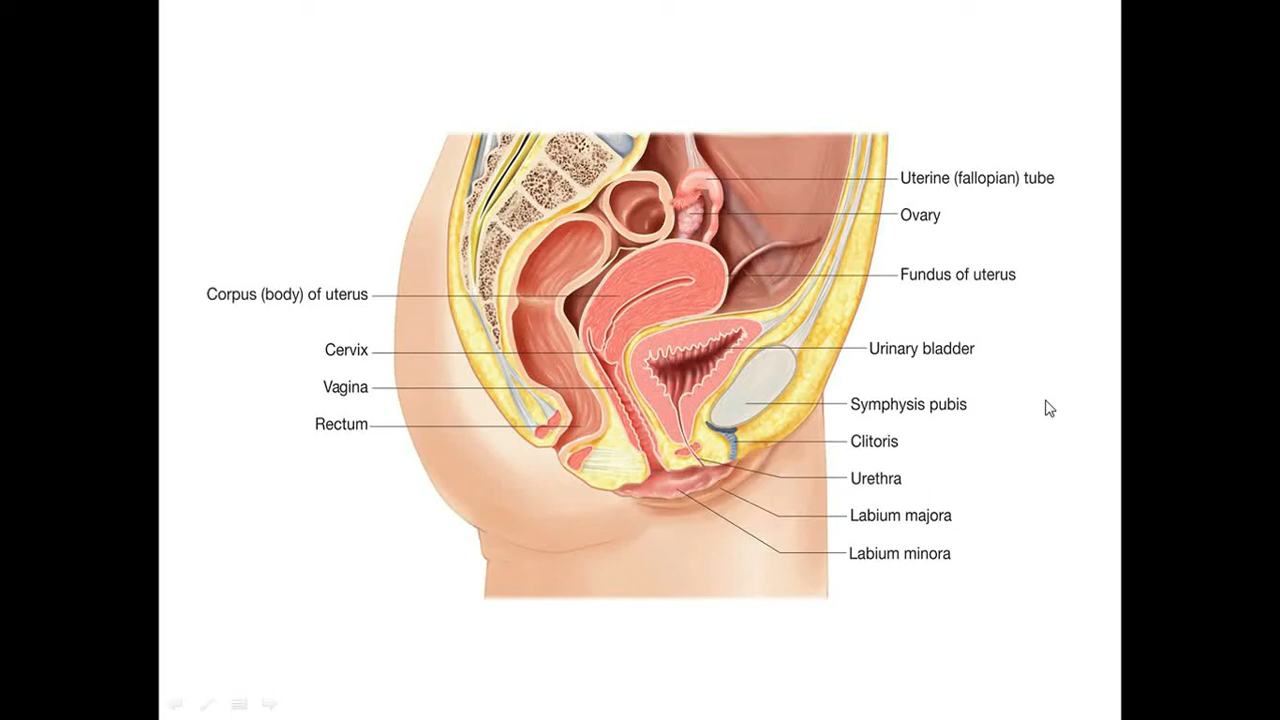 Uterine (fallopian) tube
Ovary
Fundus of uterus
Corpus (body) of uterus
Cervix
Urinary bladder
Vagina
Symphysis pubis
Rectum
Clitoris
Urethra
Labium majora
Labium minora